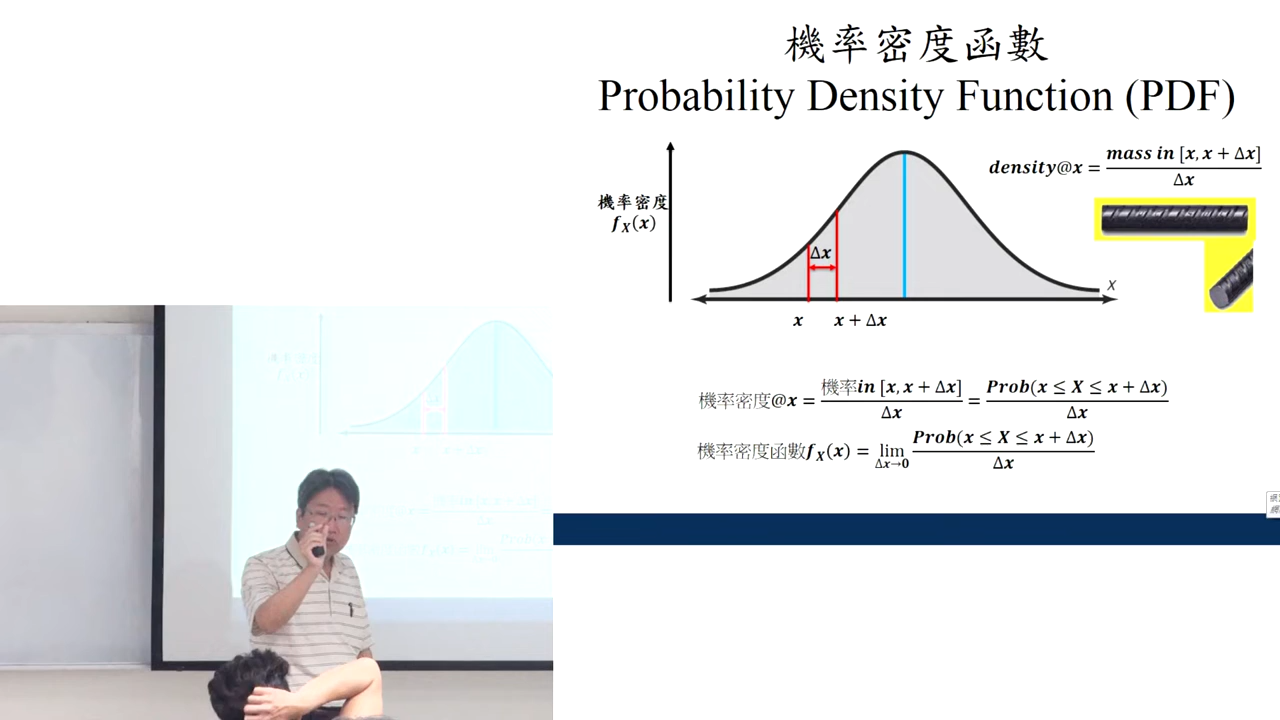 機率密度函數
Probability Density Function (PDF)
density@x = mass in [x, x + Δx] / Δx
機率密度
f_X(x)
Δx
X
x
x + Δx
機率密度@x = 機率in [x, x + Δx] / Δx = Prob(x ≤ X ≤ x + Δx) / Δx
機率密度函數f_X(x) = lim Δx→0 Prob(x ≤ X ≤ x + Δx) / Δx